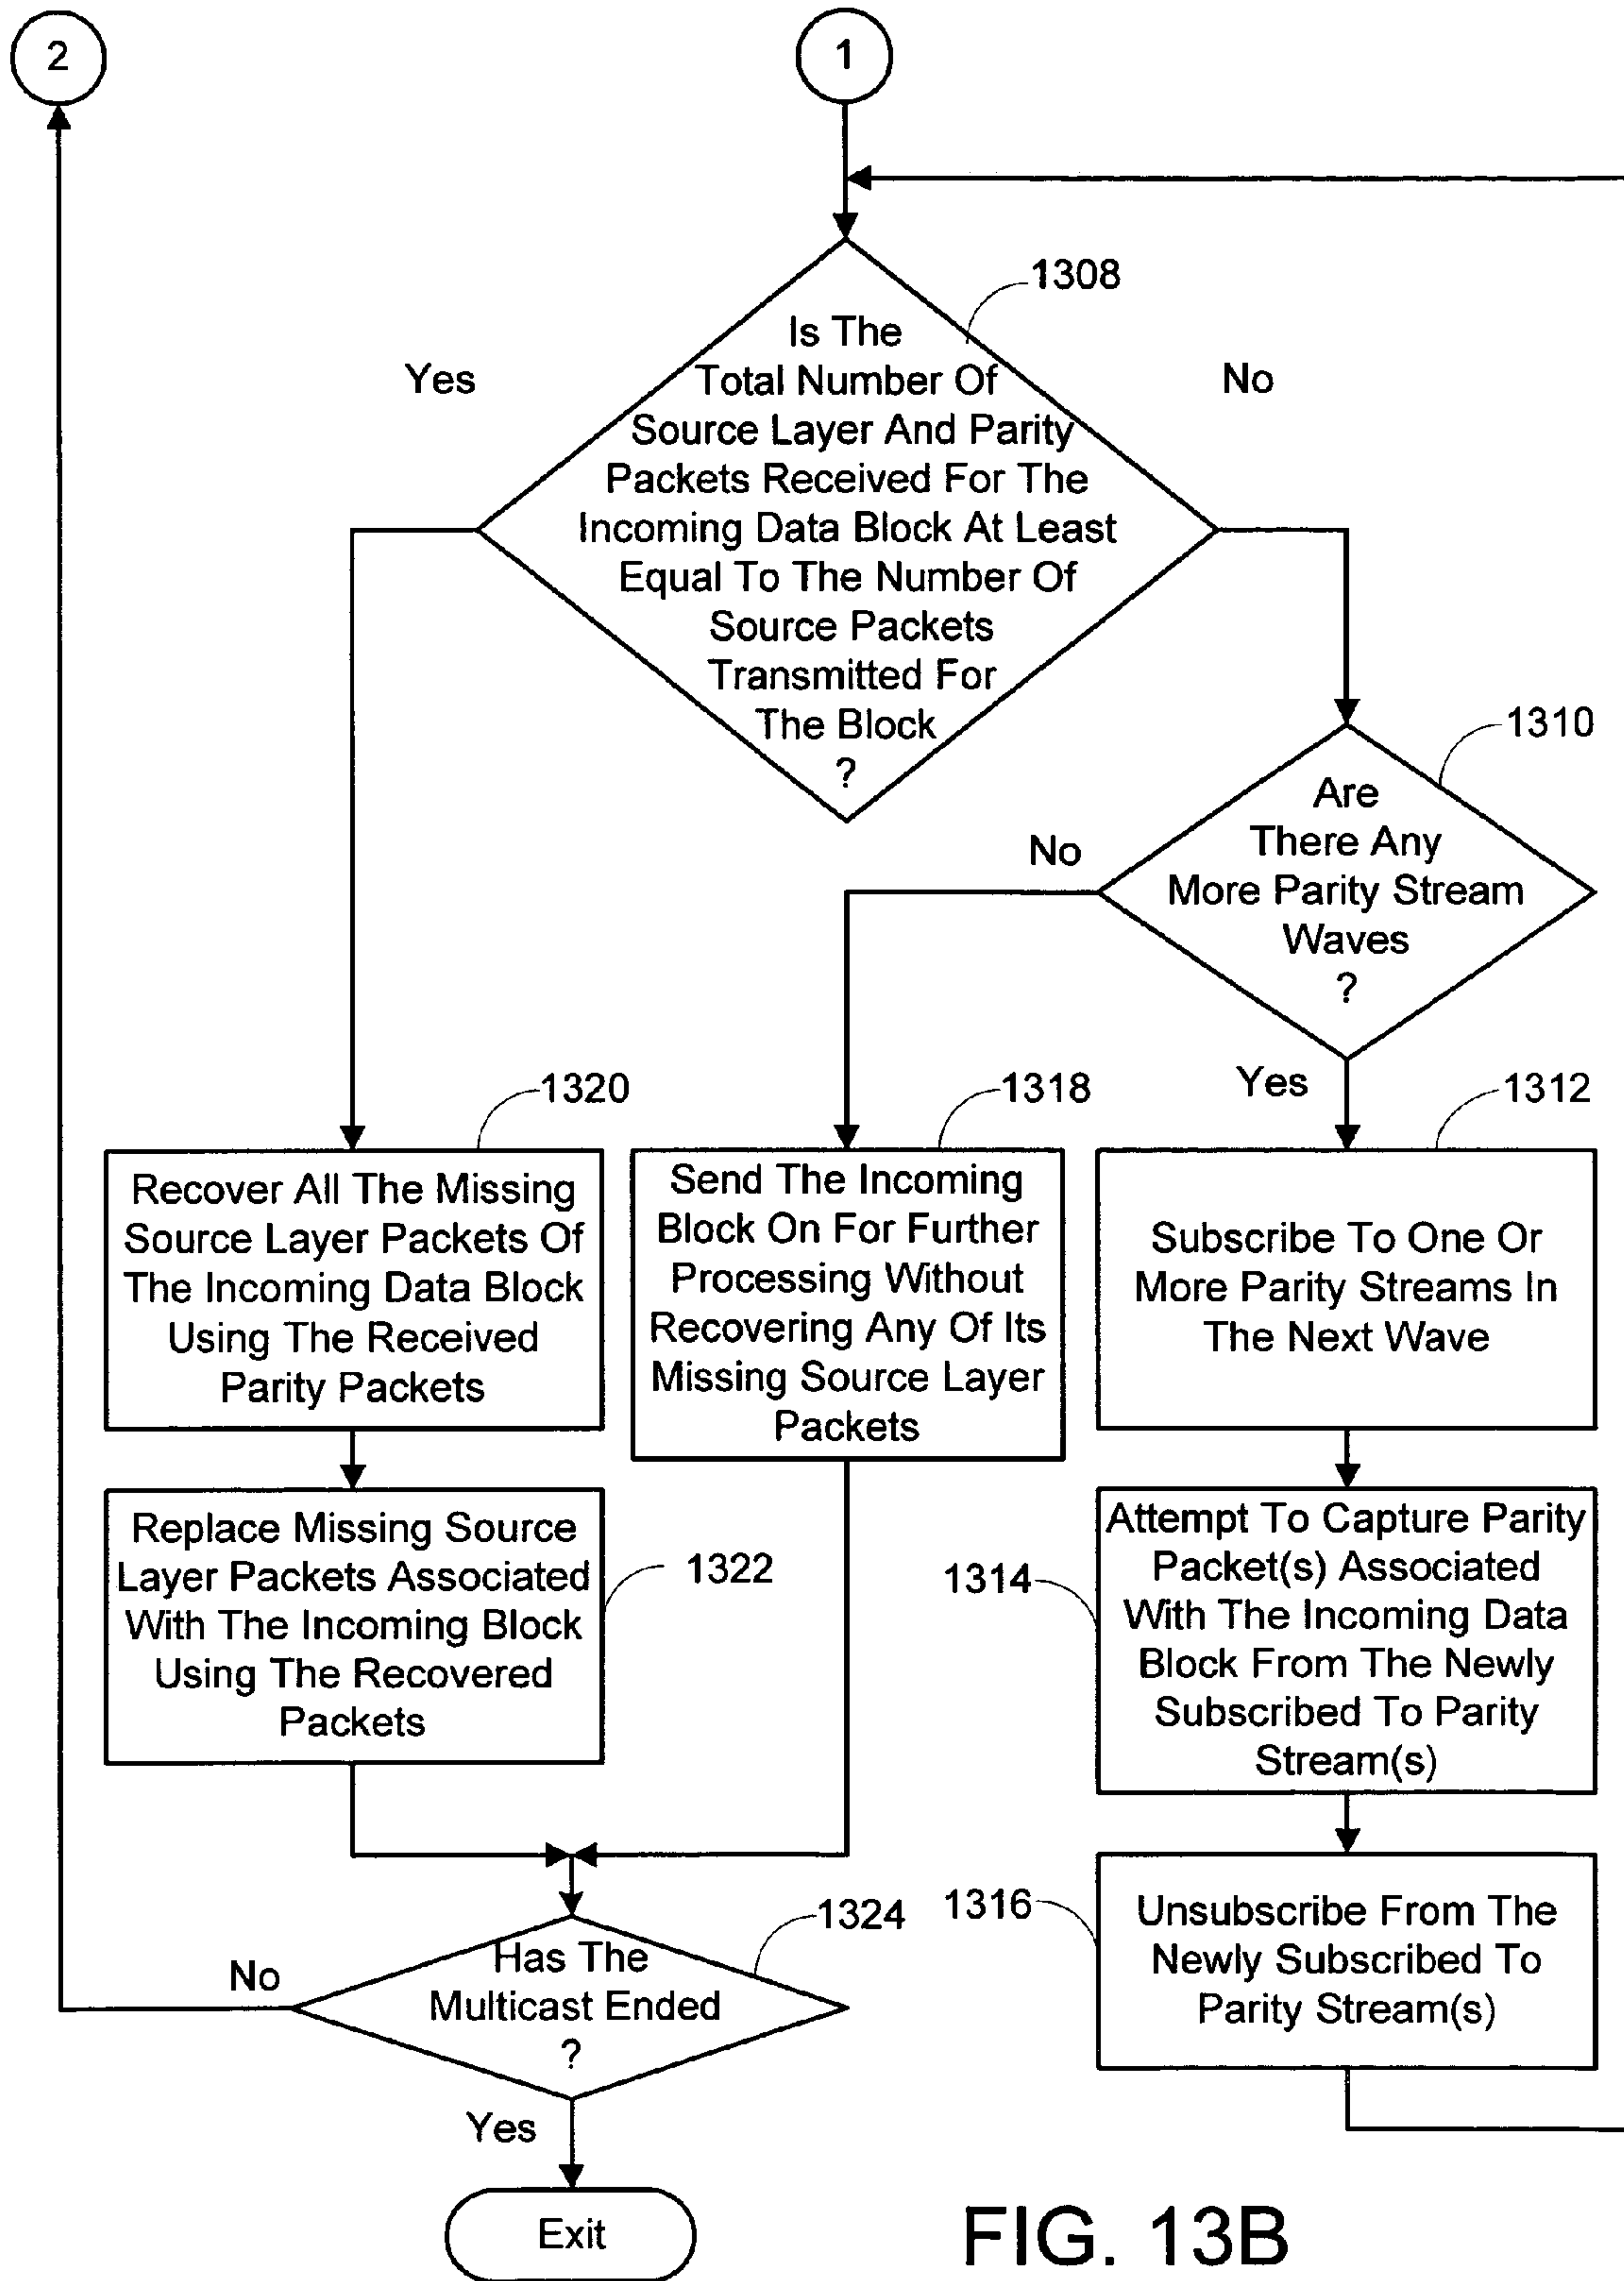 2
1
1308
Is The
Total Number Of
Source Layer And Parity
Packets Received For The
Incoming Data Block At Least
Equal To The Number Of
Source Packets
Transmitted For
The Block
?
Yes
No
1310
Are
There Any
More Parity Stream
Waves
?
No
Yes
1320
Recover All The Missing
Source Layer Packets Of
The Incoming Data Block
Using The Received
Parity Packets
1318
Send The Incoming
Block On For Further
Processing Without
Recovering Any Of Its
Missing Source Layer
Packets
1312
Subscribe To One Or
More Parity Streams In
The Next Wave
Replace Missing Source
Layer Packets Associated
With The Incoming Block
Using The Recovered
Packets
1322
1314
Attempt To Capture Parity
Packet(s) Associated
With The Incoming Data
Block From The Newly
Subscribed To Parity
Stream(s)
1324
Has The
Multicast Ended
?
No
Yes
1316
Unsubscribe From The
Newly Subscribed To
Parity Stream(s)
Exit
FIG. 13B